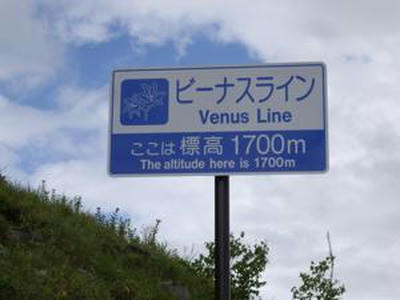 ビーナスライン
Venus Line
ここは 標高 1700m
The altitude here is 1700m